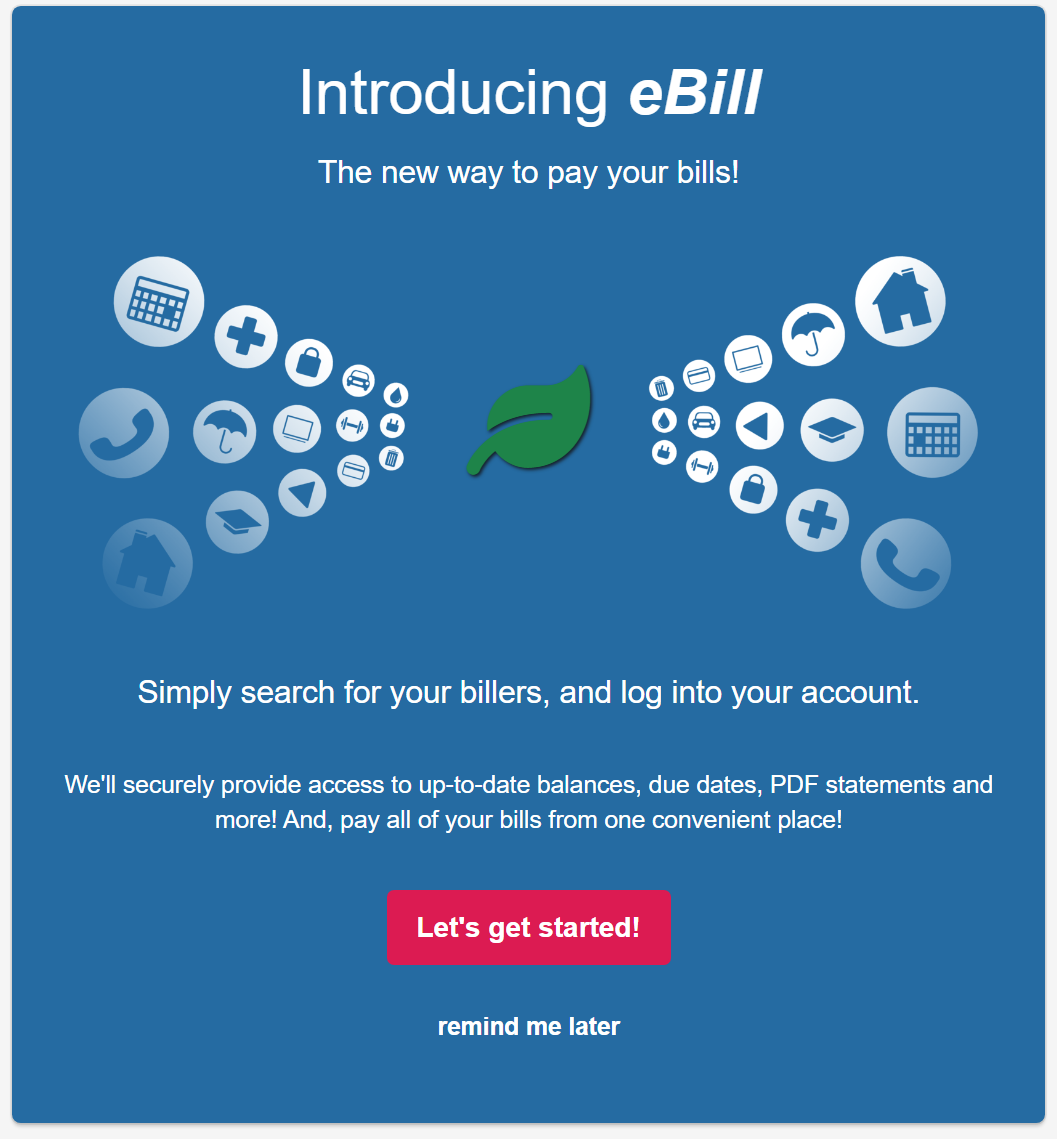 Introducing eBill
The new way to pay your bills!
Simply search for your billers, and log into your account.
We'll securely provide access to up-to-date balances, due dates, PDF statements and
more! And, pay all of your bills from one convenient place!
Let's get started!
remind me later